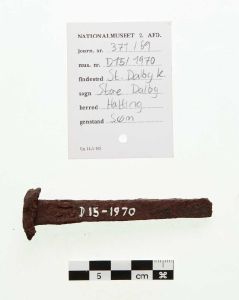 NATIONALMUSEET 2. AFD.
journ. nr. 371/69
mus. nr. D15/1970
findested St. Dalby k.
sogn Store Dalby
herred Hatting
genstand Søm
D15-1970
5 cm